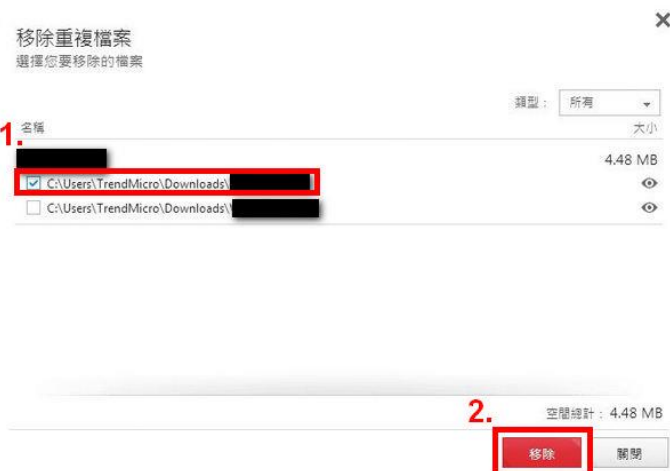 移除重複檔案
選擇您要移除的檔案
類型： 所有
1.
名稱 大小
4.48 MB
C:\Users\TrendMicro\Downloads\
C:\Users\TrendMicro\Downloads\
2.
空間總計： 4.48 MB
移除 關閉